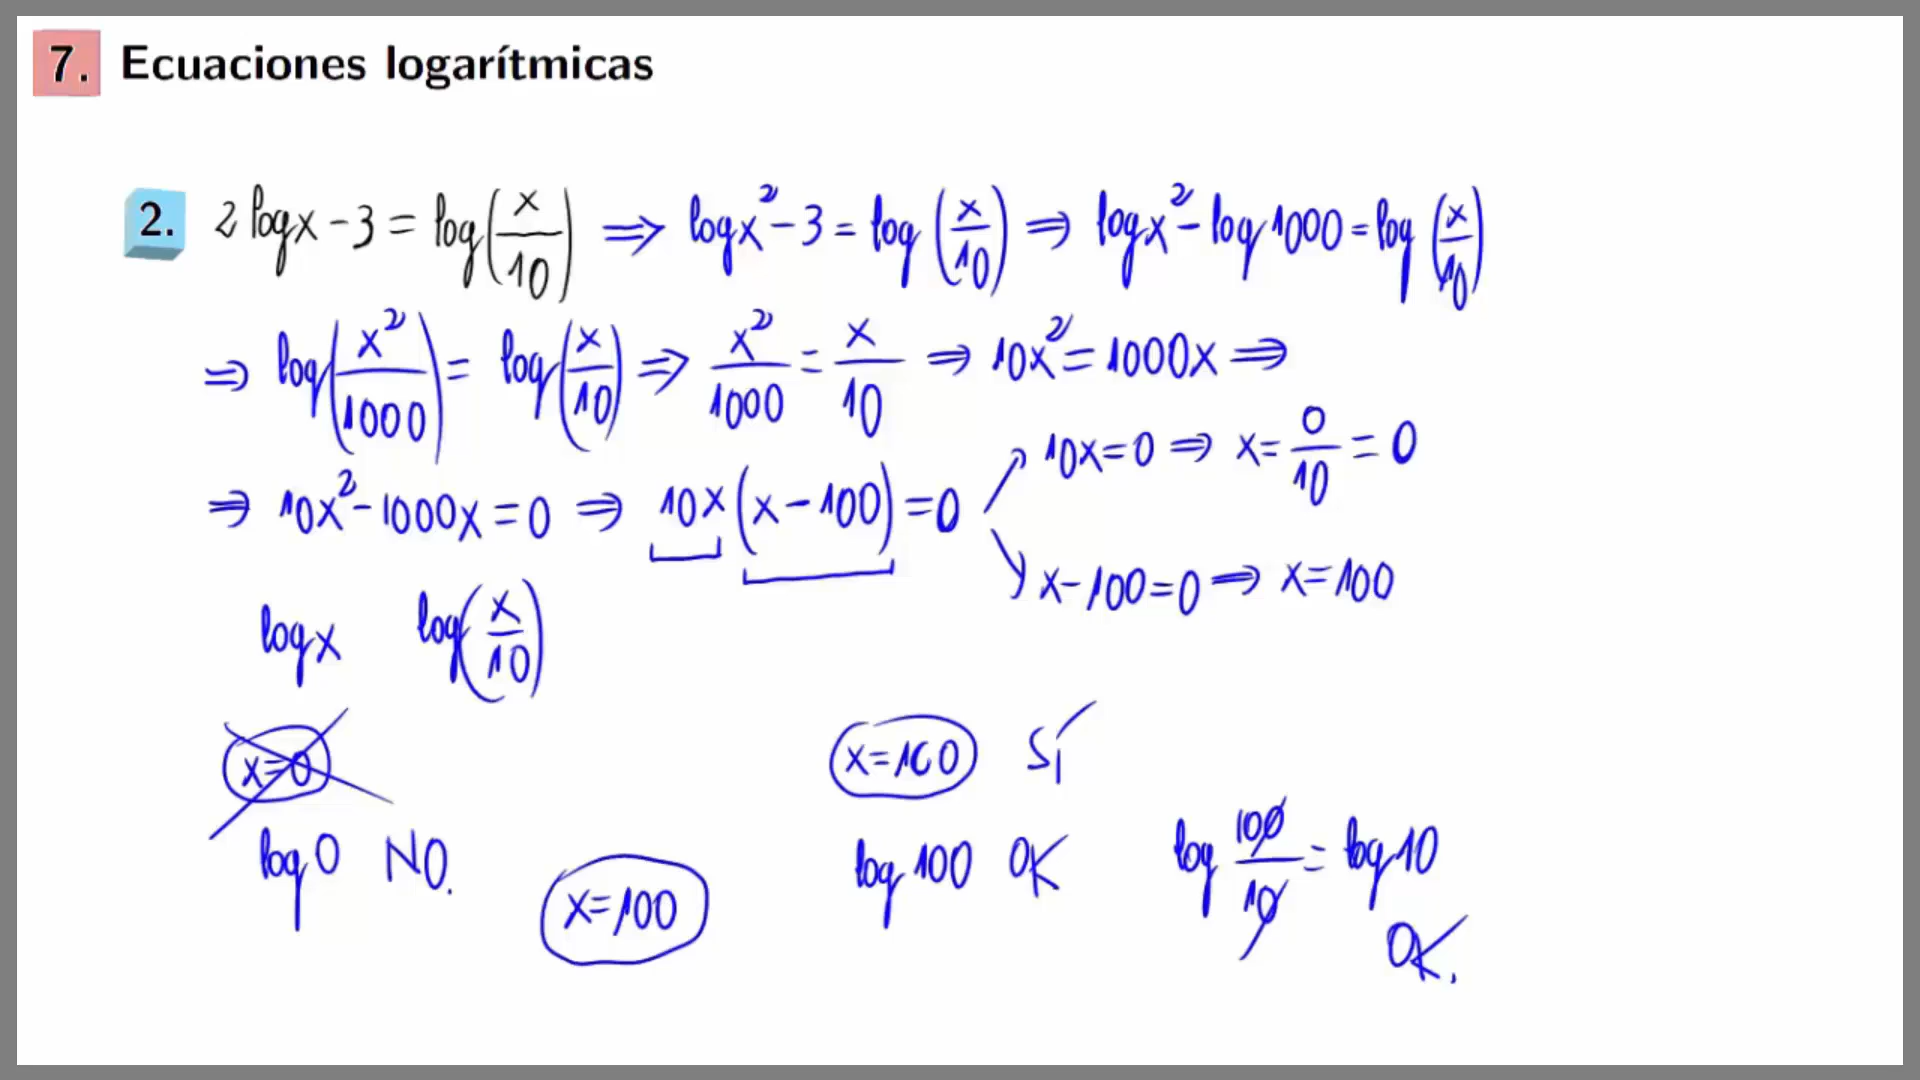 7. Ecuaciones logarítmicas
2. 2 log x - 3 = log(x/10) ⇒ log x² - 3 = log(x/10) ⇒ log x² - log 1000 = log(x/10)
⇒ log(x²/1000) = log(x/10) ⇒ x²/1000 = x/10 ⇒ 10x² = 1000x ⇒
⇒ 10x² - 1000x = 0 ⇒ 10x(x - 100) = 0
10x = 0 ⇒ x = 0/10 = 0
x - 100 = 0 ⇒ x = 100
log x log(x/10)
x = 0
log 0 NO.
x = 100
x = 100 SÍ
log 100 OK
log 100/10 = log 10
OK.